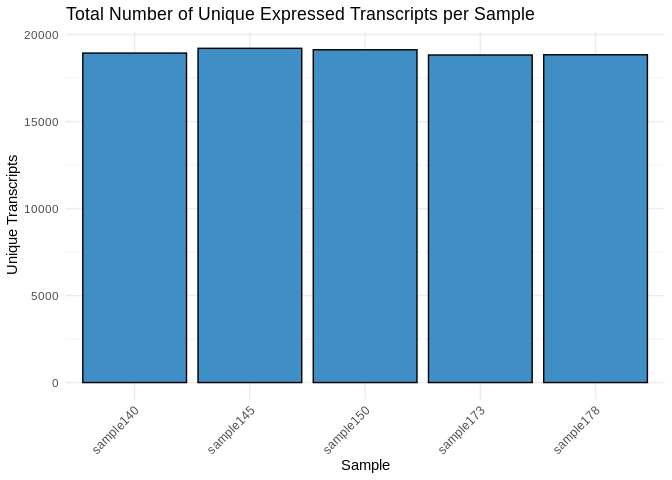 Total Number of Unique Expressed Transcripts per Sample
Unique Transcripts
20000
15000
10000
5000
0
sample140
sample145
sample150
sample173
sample178
Sample